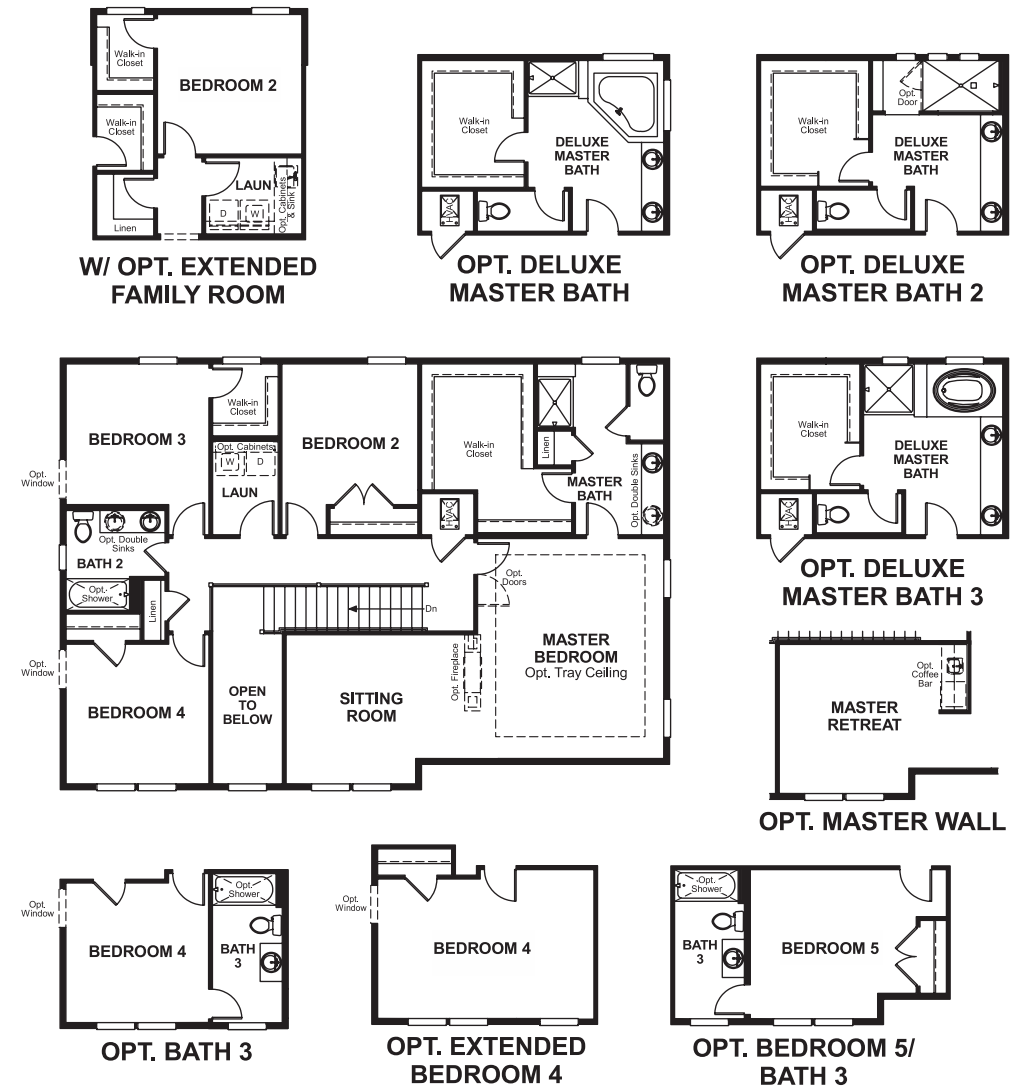 Walk-in
Closet
BEDROOM 2
Walk-in
Closet
LAUN
D
W
Opt. Cabinets
& Sink
Linen
W/ OPT. EXTENDED
FAMILY ROOM
Walk-in
Closet
DELUXE
MASTER
BATH
HVAC
OPT. DELUXE
MASTER BATH
Opt.
Door
Walk-in
Closet
DELUXE
MASTER
BATH
HVAC
OPT. DELUXE
MASTER BATH 2
BEDROOM 3
Walk-in
Closet
Opt. Cabinets
W
D
LAUN
BEDROOM 2
Walk-in
Closet
Linen
MASTER
BATH
Opt. Double Sinks
HVAC
Opt.
Window
Opt. Double
Sinks
BATH 2
Opt.
Shower
Linen
Dn
Opt.
Doors
Opt.
Window
BEDROOM 4
OPEN
TO
BELOW
SITTING
ROOM
Opt. Fireplace
MASTER
BEDROOM
Opt. Tray Ceiling
Walk-in
Closet
DELUXE
MASTER
BATH
HVAC
OPT. DELUXE
MASTER BATH 3
Opt.
Coffee
Bar
MASTER
RETREAT
OPT. MASTER WALL
Opt.
Window
BEDROOM 4
Opt.
Shower
BATH
3
OPT. BATH 3
Opt.
Window
BEDROOM 4
OPT. EXTENDED
BEDROOM 4
Opt.
Shower
BATH
3
BEDROOM 5
OPT. BEDROOM 5/
BATH 3